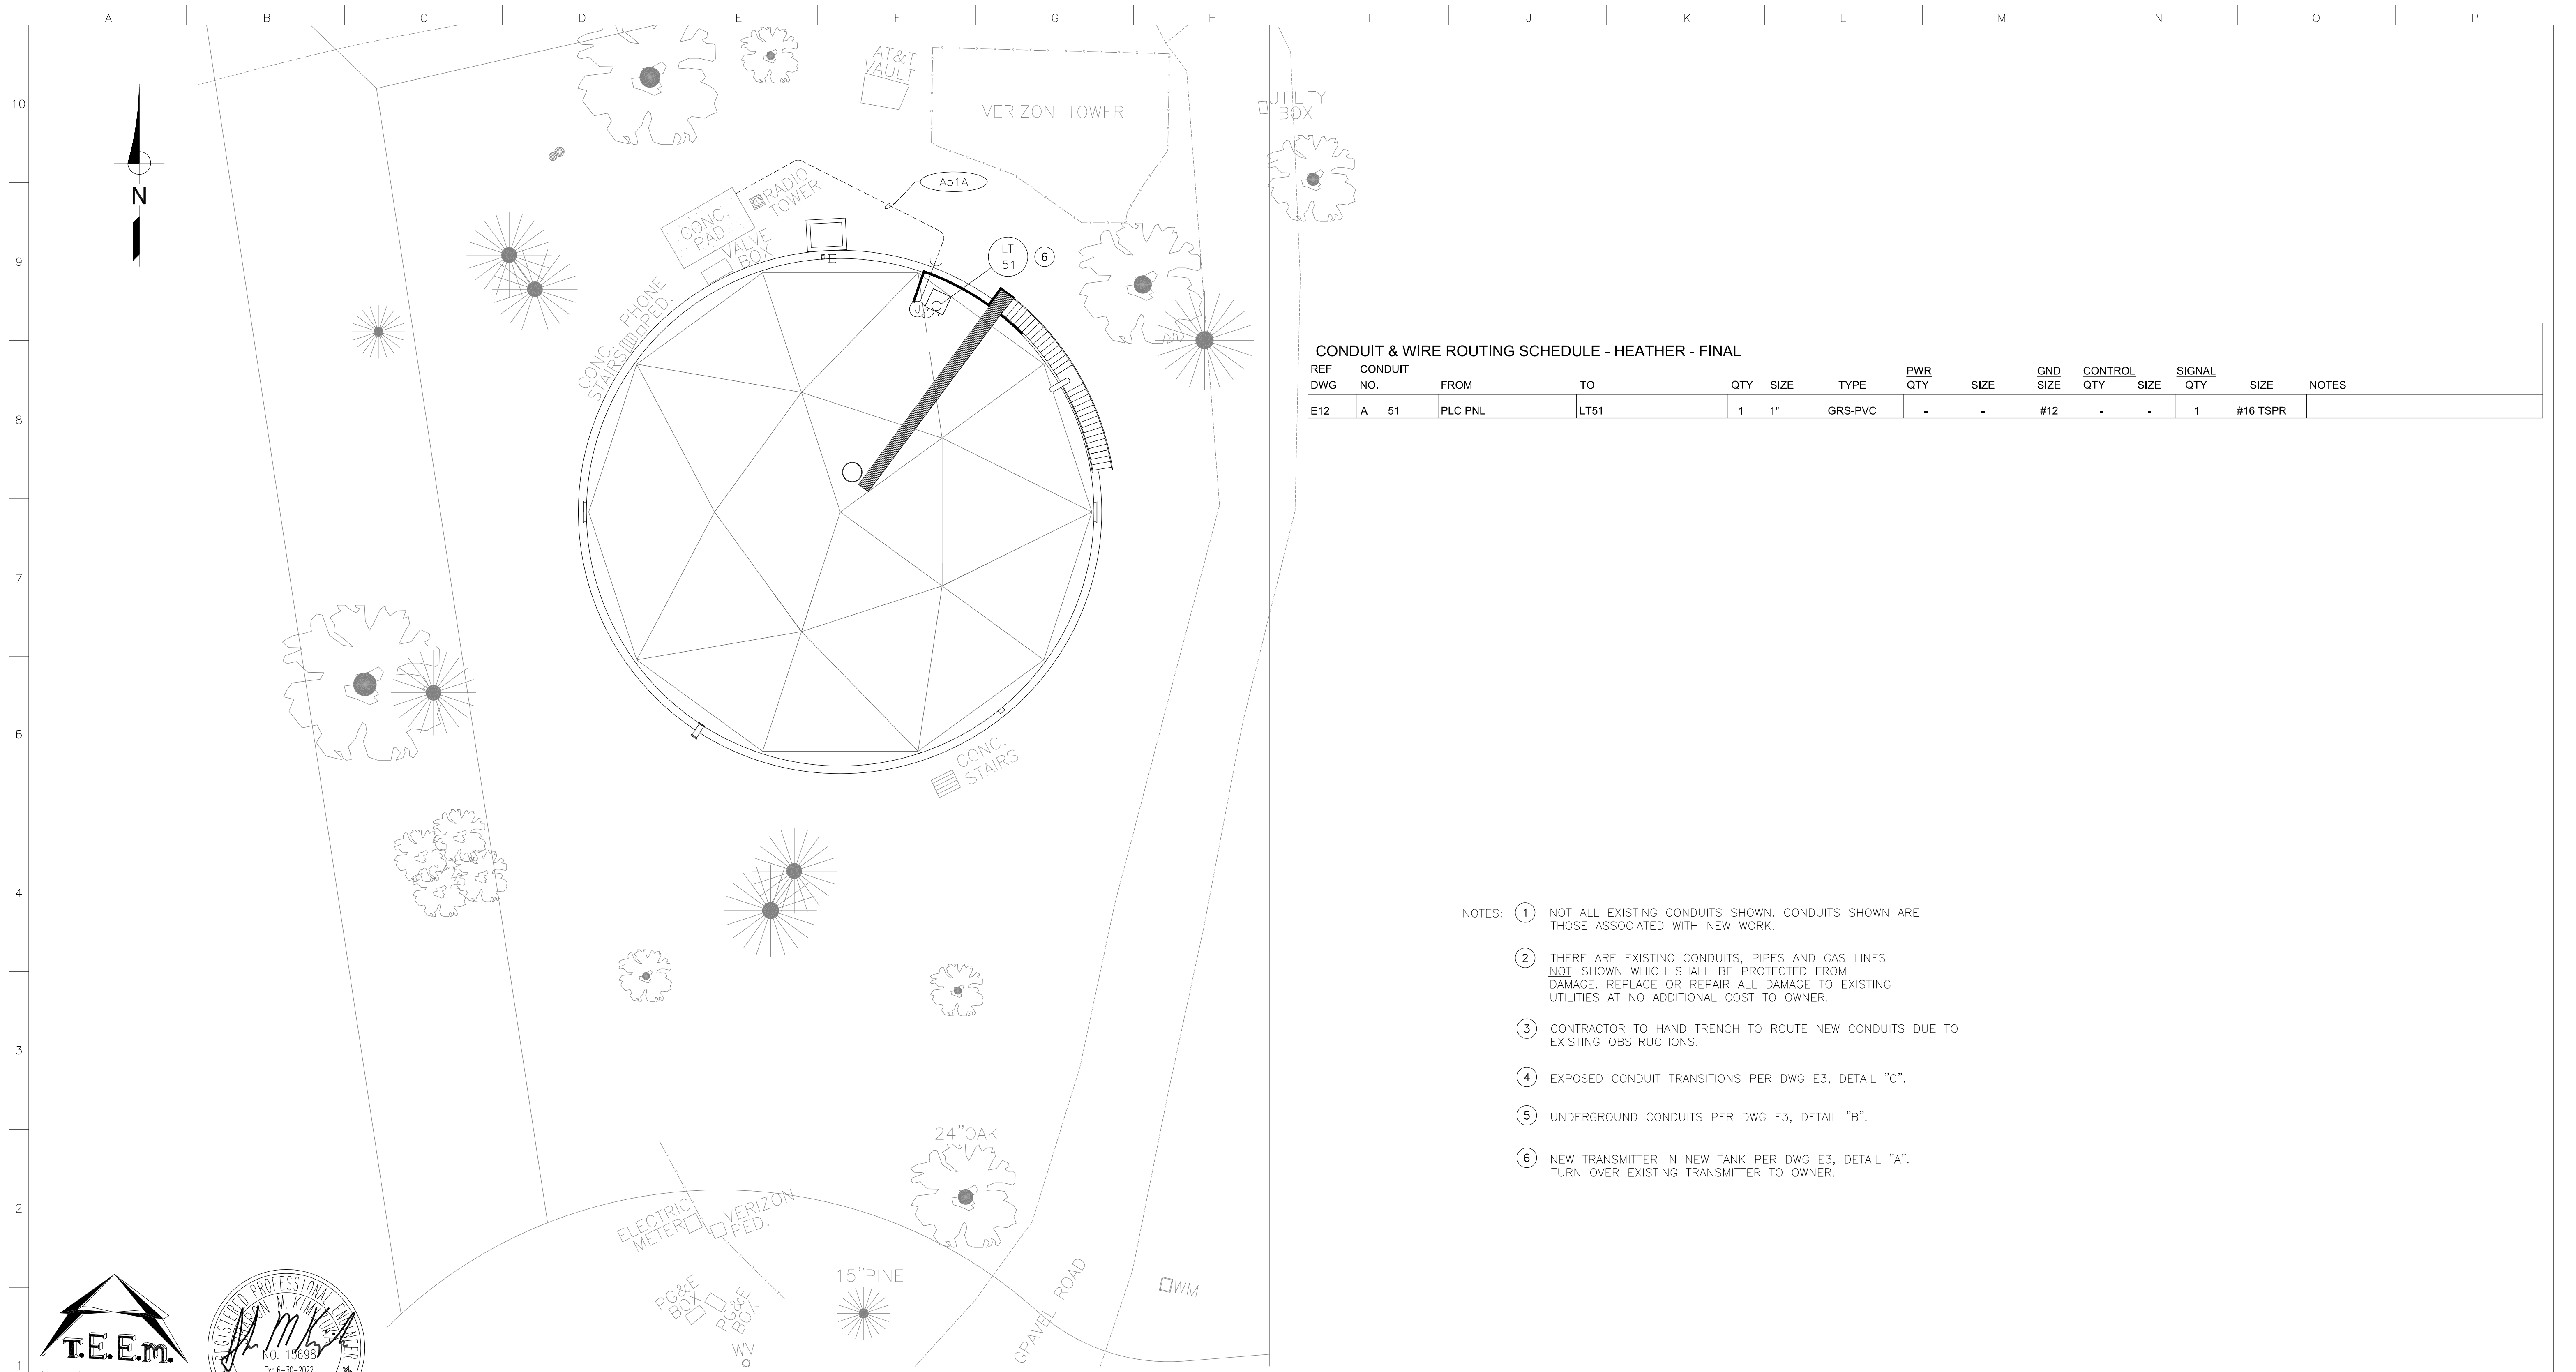 A B C D E F G H I J K L M N O P
10
9
8
7
6
4
3
2
1
N
AT&T
VAULT
VERIZON TOWER
UTILITY
BOX
A51A
RADIO
TOWER
CONC.
PAD
VALVE
BOX
LT
51
6
J
PHONE
PED.
CONC.
STAIRS
CONC.
STAIRS
24"OAK
ELECTRIC
METER
VERIZON
PED.
PG&E
BOX
PG&E
BOX
15"PINE
WV
GRAVEL ROAD
WM
CONDUIT & WIRE ROUTING SCHEDULE - HEATHER - FINAL
REF CONDUIT PWR GND CONTROL SIGNAL
DWG NO. FROM TO QTY SIZE TYPE QTY SIZE SIZE QTY SIZE QTY SIZE NOTES
E12 A 51 PLC PNL LT51 1 1" GRS-PVC - - #12 - - 1 #16 TSPR
NOTES: 1 NOT ALL EXISTING CONDUITS SHOWN. CONDUITS SHOWN ARE
THOSE ASSOCIATED WITH NEW WORK.
2 THERE ARE EXISTING CONDUITS, PIPES AND GAS LINES
NOT SHOWN WHICH SHALL BE PROTECTED FROM
DAMAGE. REPLACE OR REPAIR ALL DAMAGE TO EXISTING
UTILITIES AT NO ADDITIONAL COST TO OWNER.
3 CONTRACTOR TO HAND TRENCH TO ROUTE NEW CONDUITS DUE TO
EXISTING OBSTRUCTIONS.
4 EXPOSED CONDUIT TRANSITIONS PER DWG E3, DETAIL "C".
5 UNDERGROUND CONDUITS PER DWG E3, DETAIL "B".
6 NEW TRANSMITTER IN NEW TANK PER DWG E3, DETAIL "A".
TURN OVER EXISTING TRANSMITTER TO OWNER.
T.E.E.m.
REGISTERED PROFESSIONAL ENGINEER
NO. 15698
Exp.6-30-2022